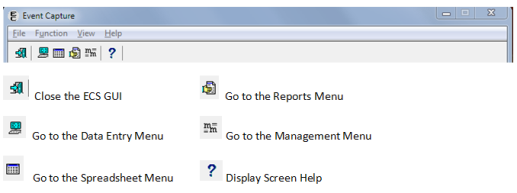 Event Capture
File Function View Help
?
Close the ECS GUI
Go to the Reports Menu
Go to the Data Entry Menu
Go to the Management Menu
Go to the Spreadsheet Menu
? Display Screen Help